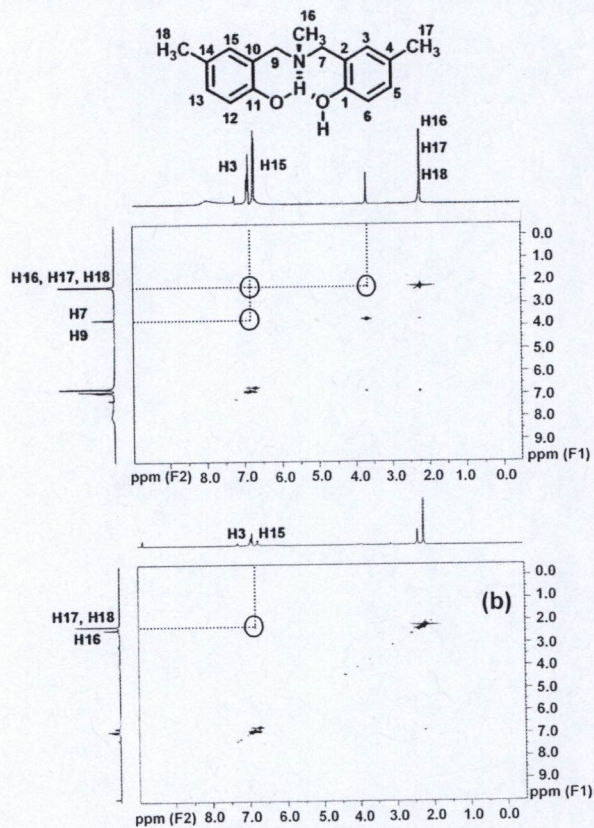 16
18
H3C
14
15
10
CH3
3
17
CH3
9
N
7
2
4
13
12
11
O
H
O
1
6
5
H
H3
H15
H16
H17
H18
H16, H17, H18
H7
H9
0.0
1.0
2.0
3.0
4.0
5.0
6.0
7.0
8.0
9.0
ppm (F1)
ppm (F2) 8.0 7.0 6.0 5.0 4.0 3.0 2.0 1.0 0.0
H3 H15
H17, H18
H16
(b)
0.0
1.0
2.0
3.0
4.0
5.0
6.0
7.0
8.0
9.0
ppm (F1)
ppm (F2) 8.0 7.0 6.0 5.0 4.0 3.0 2.0 1.0 0.0